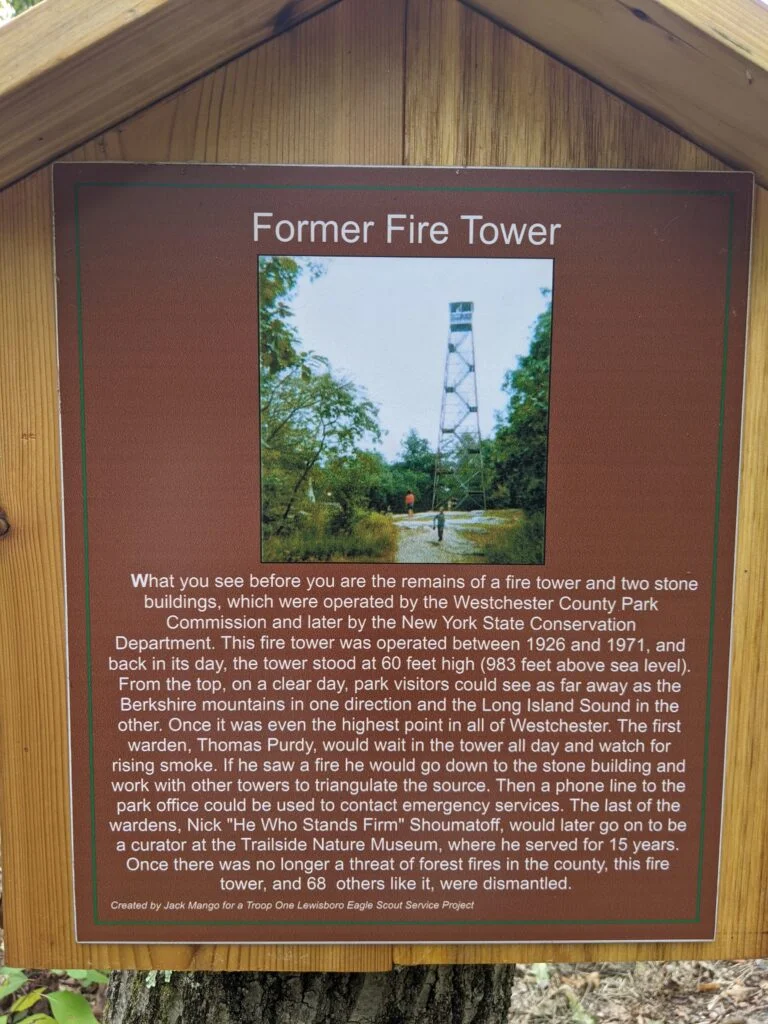 Former Fire Tower
What you see before you are the remains of a fire tower and two stone
buildings, which were operated by the Westchester County Park
Commission and later by the New York State Conservation
Department. This fire tower was operated between 1926 and 1971, and
back in its day, the tower stood at 60 feet high (983 feet above sea level).
From the top, on a clear day, park visitors could see as far away as the
Berkshire mountains in one direction and the Long Island Sound in the
other. Once it was even the highest point in all of Westchester. The first
warden, Thomas Purdy, would wait in the tower all day and watch for
rising smoke. If he saw a fire he would go down to the stone building and
work with other towers to triangulate the source. Then a phone line to the
park office could be used to contact emergency services. The last of the
wardens, Nick "He Who Stands Firm" Shoumatoff, would later go on to be
a curator at the Trailside Nature Museum, where he served for 15 years.
Once there was no longer a threat of forest fires in the county, this fire
tower, and 68 others like it, were dismantled.
Created by Jack Mango for a Troop One Lewisboro Eagle Scout Service Project